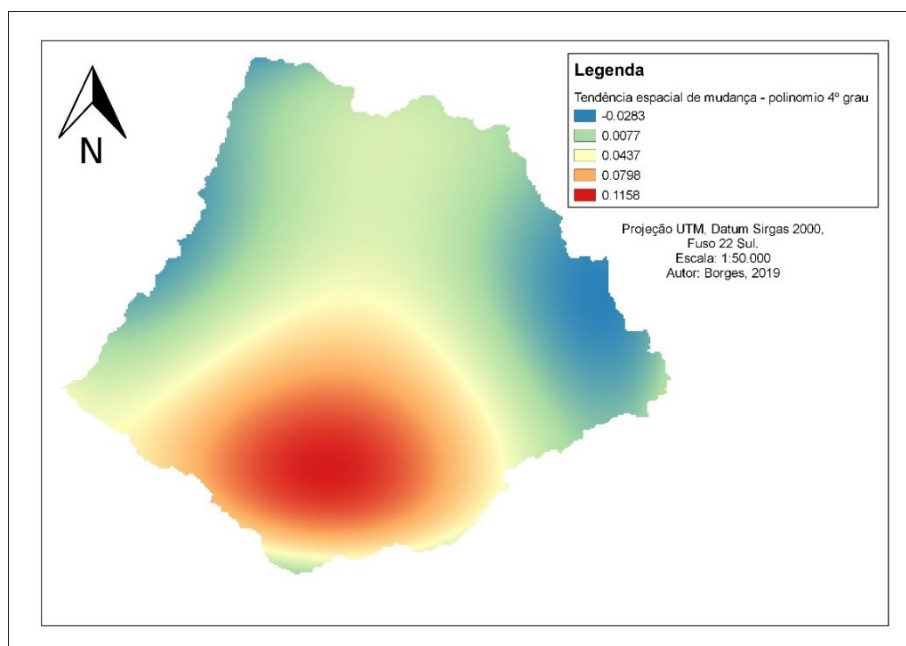 N
Legenda
Tendência espacial de mudança - polinomio 4º grau
-0.0283
0.0077
0.0437
0.0798
0.1158
Projeção UTM, Datum Sirgas 2000,
Fuso 22 Sul.
Escala: 1:50.000
Autor: Borges, 2019